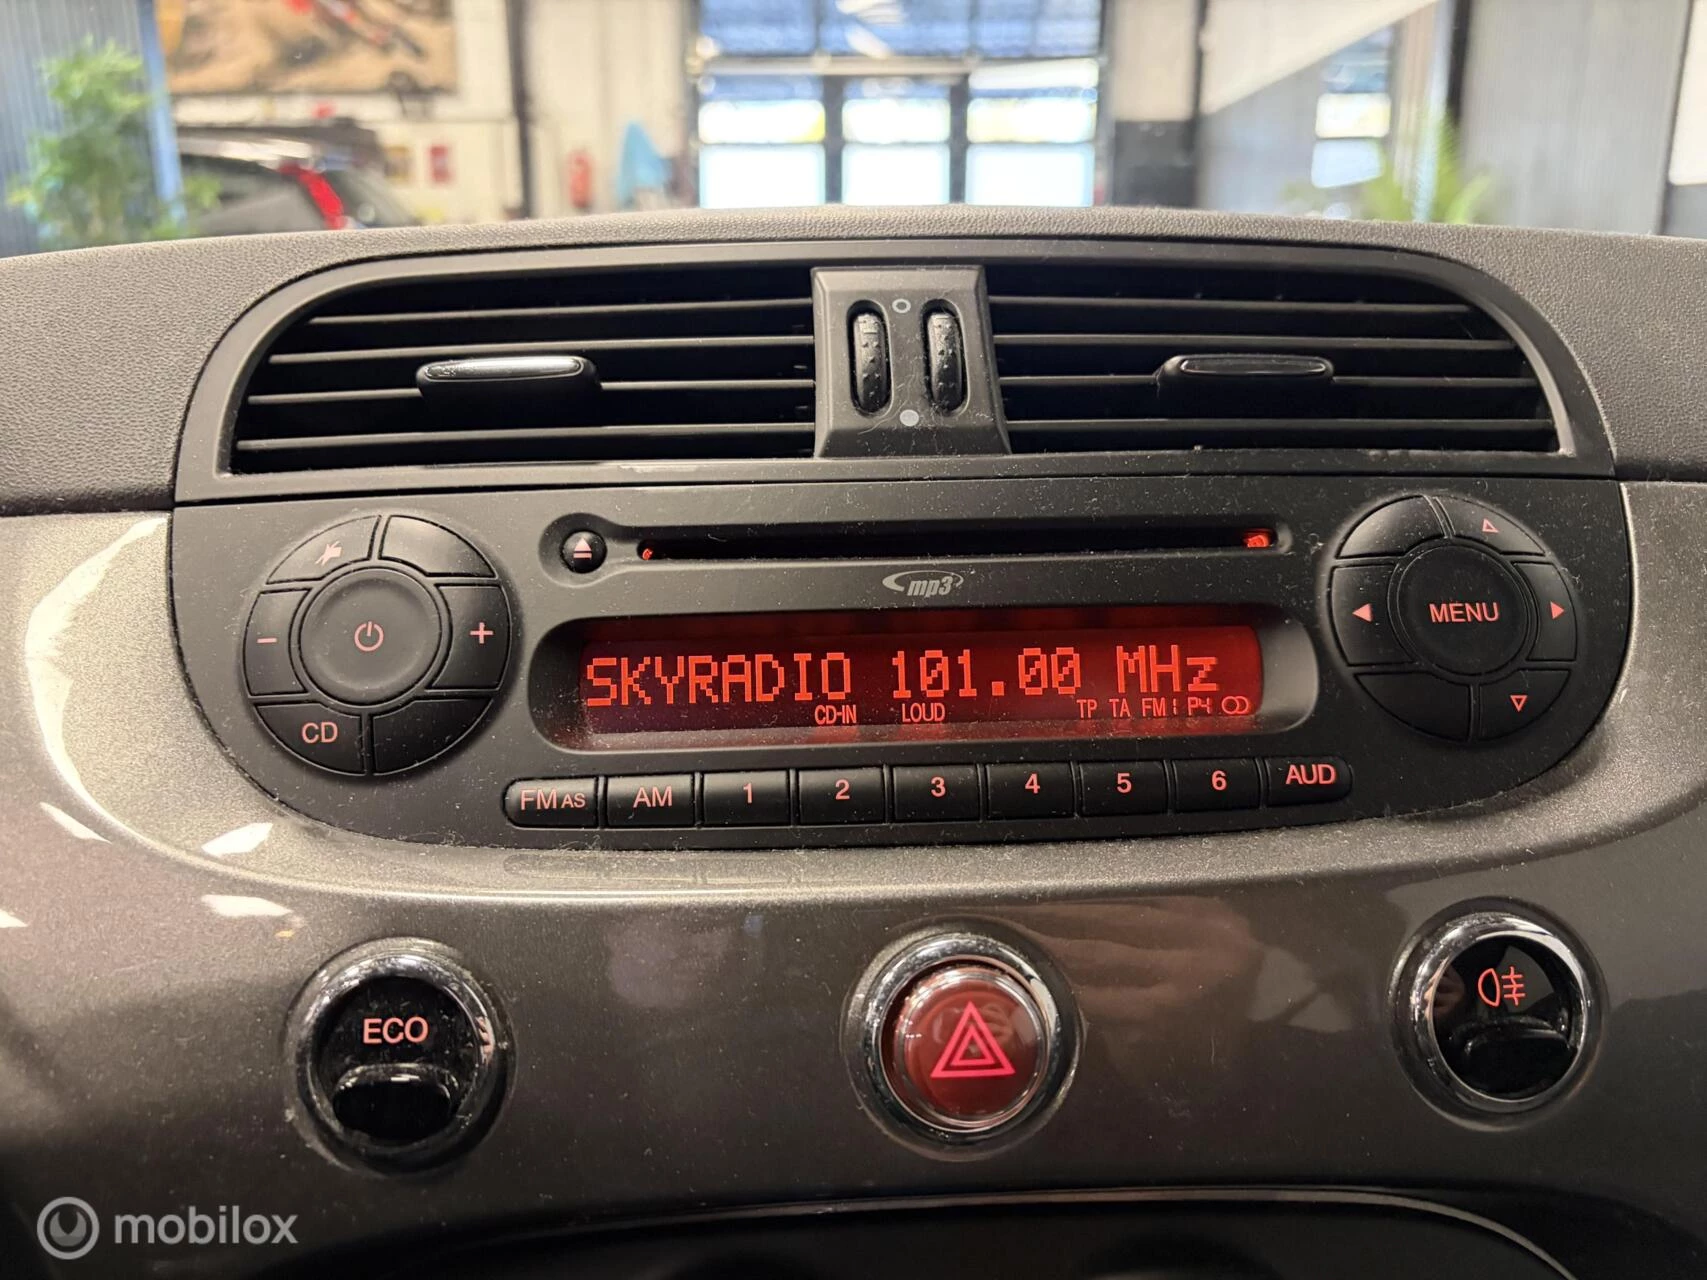 mp3
MENU
SKYRADIO 101.00 MHz
CD-IN LOUD TP TA FM1 P4
CD
FM AS AM 1 2 3 4 5 6 AUD
ECO
mobilox